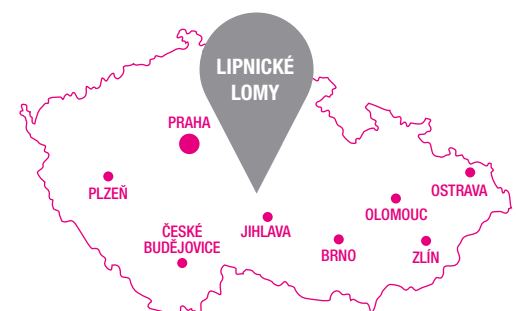 LIPNICKÉ
LOMY
PRAHA
PLZEŇ
OSTRAVA
OLOMOUC
ČESKÉ
BUDĚJOVICE
JIHLAVA
BRNO
ZLÍN